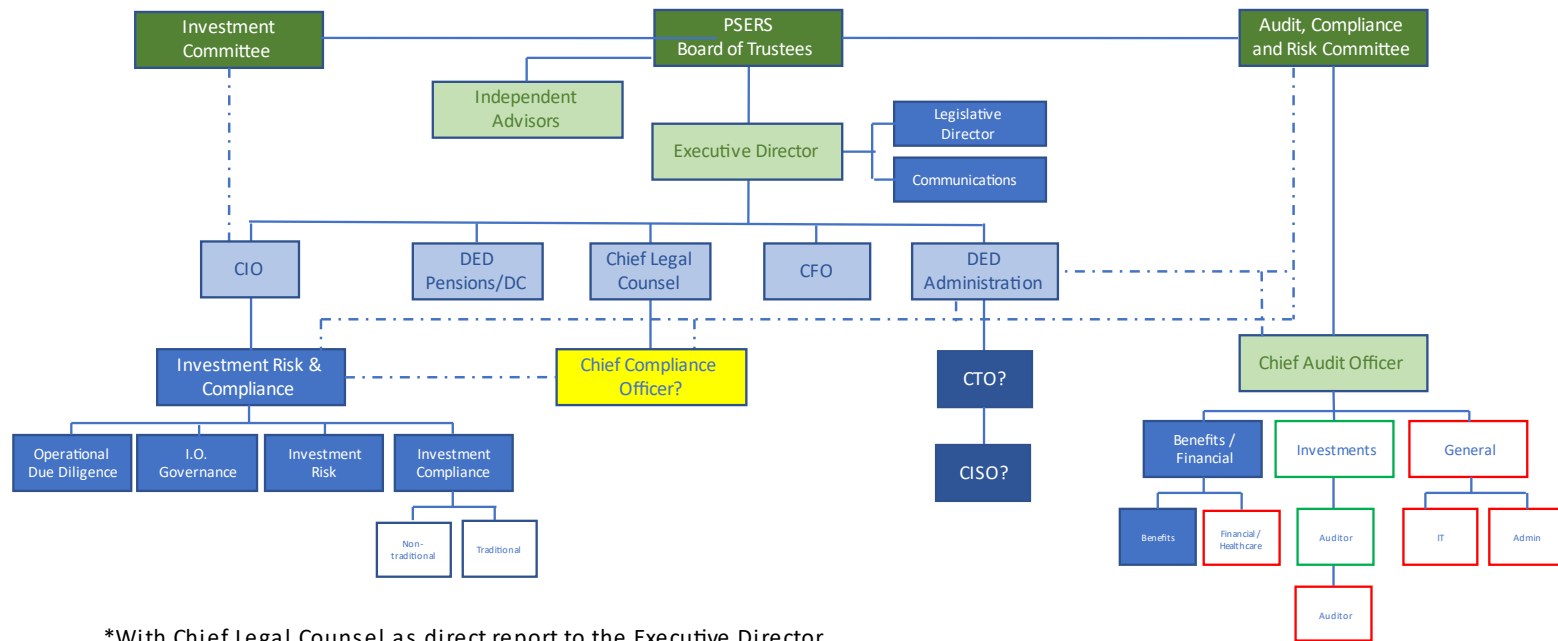 Investment
Committee
PSERS
Board of Trustees
Audit, Compliance
and Risk Committee
Independent
Advisors
Legislative
Director
Executive Director
Communications
CIO
DED
Pensions/DC
Chief Legal
Counsel
CFO
DED
Administration
Investment Risk &
Compliance
Chief Compliance
Officer?
CTO?
Chief Audit Officer
Operational
Due Diligence
I.O.
Governance
Investment
Risk
Investment
Compliance
CISO?
Benefits /
Financial
Investments
General
Non-
traditional
Traditional
Benefits
Financial /
Healthcare
Auditor
IT
Admin
Auditor
*With Chief Legal Counsel as direct report to the Executive Director